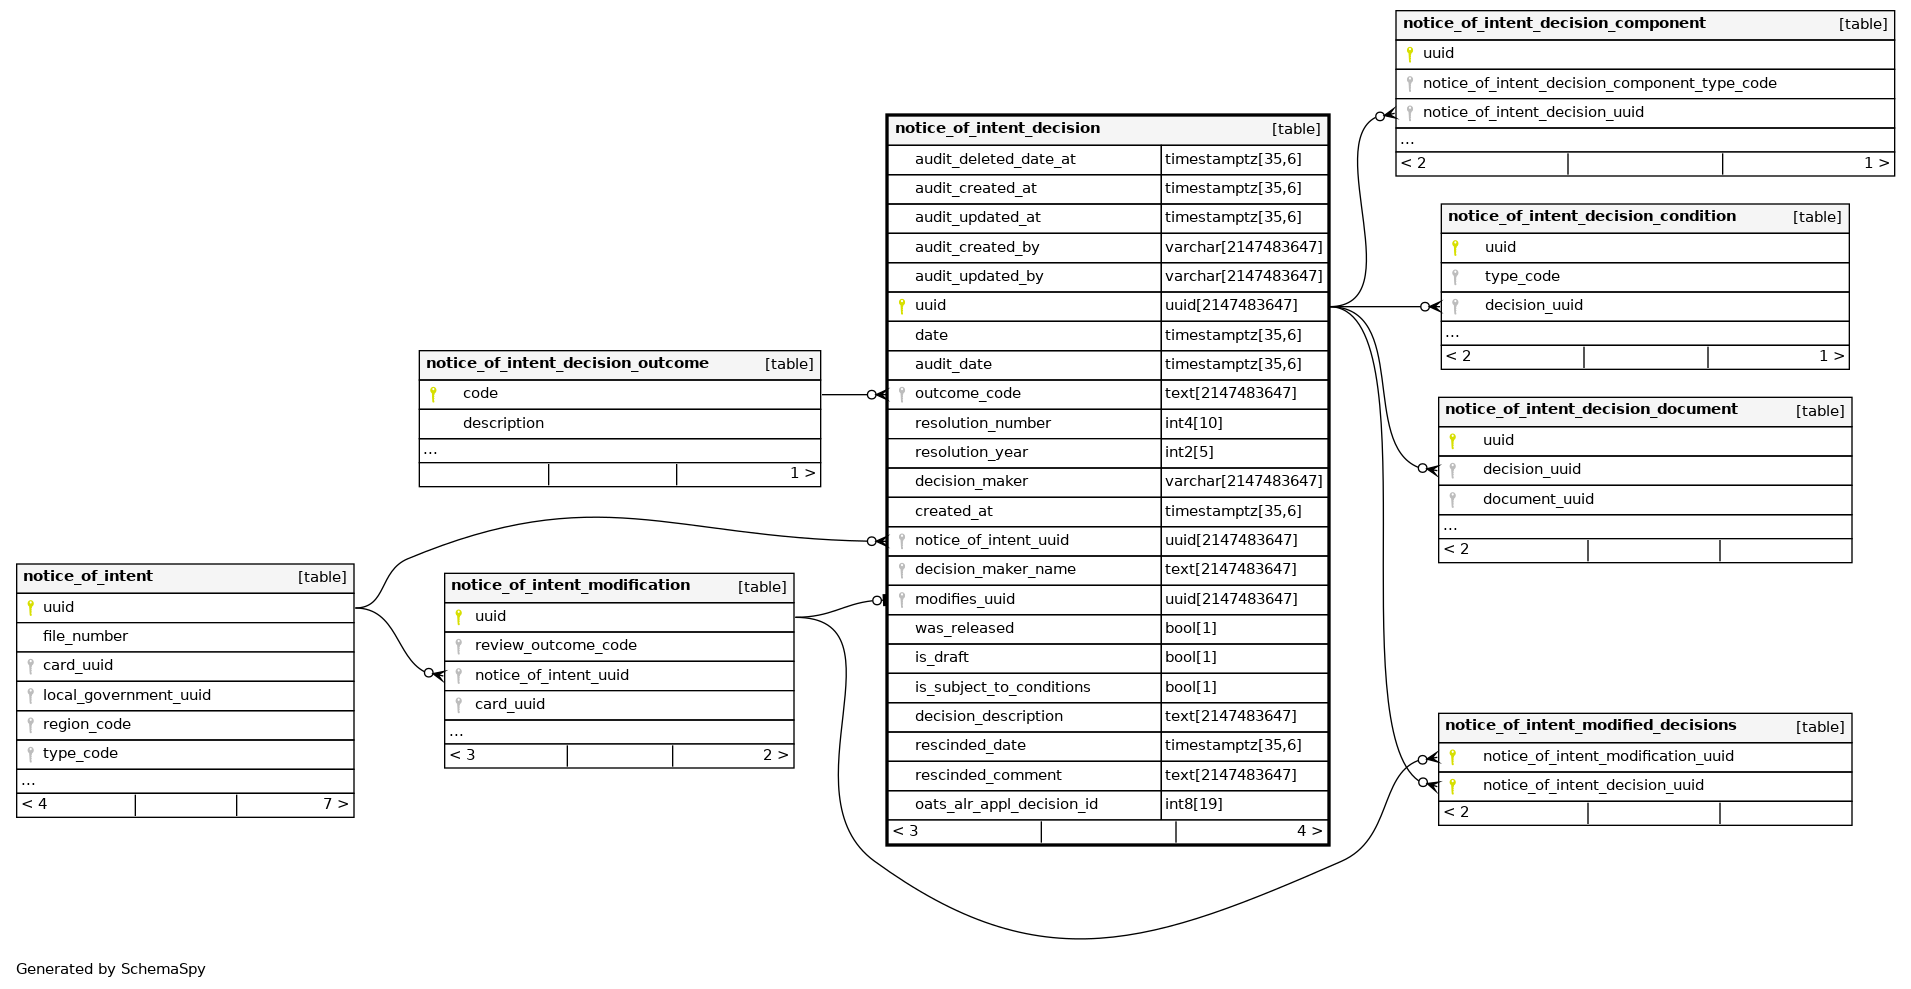 notice_of_intent_decision_component [table]
uuid
notice_of_intent_decision_component_type_code
notice_of_intent_decision_uuid
...
< 2 1 >
notice_of_intent_decision [table]
audit_deleted_date_at timestamptz[35,6]
audit_created_at timestamptz[35,6]
audit_updated_at timestamptz[35,6]
audit_created_by varchar[2147483647]
audit_updated_by varchar[2147483647]
uuid uuid[2147483647]
date timestamptz[35,6]
audit_date timestamptz[35,6]
outcome_code text[2147483647]
resolution_number int4[10]
resolution_year int2[5]
decision_maker varchar[2147483647]
created_at timestamptz[35,6]
notice_of_intent_uuid uuid[2147483647]
decision_maker_name text[2147483647]
modifies_uuid uuid[2147483647]
was_released bool[1]
is_draft bool[1]
is_subject_to_conditions bool[1]
decision_description text[2147483647]
rescinded_date timestamptz[35,6]
rescinded_comment text[2147483647]
oats_alr_appl_decision_id int8[19]
< 3 4 >
notice_of_intent_decision_condition [table]
uuid
type_code
decision_uuid
...
< 2 1 >
notice_of_intent_decision_outcome [table]
code
description
...
1 >
notice_of_intent_decision_document [table]
uuid
decision_uuid
document_uuid
...
< 2
notice_of_intent [table]
uuid
file_number
card_uuid
local_government_uuid
region_code
type_code
...
< 4 7 >
notice_of_intent_modification [table]
uuid
review_outcome_code
notice_of_intent_uuid
card_uuid
...
< 3 2 >
notice_of_intent_modified_decisions [table]
notice_of_intent_modification_uuid
notice_of_intent_decision_uuid
< 2
Generated by SchemaSpy